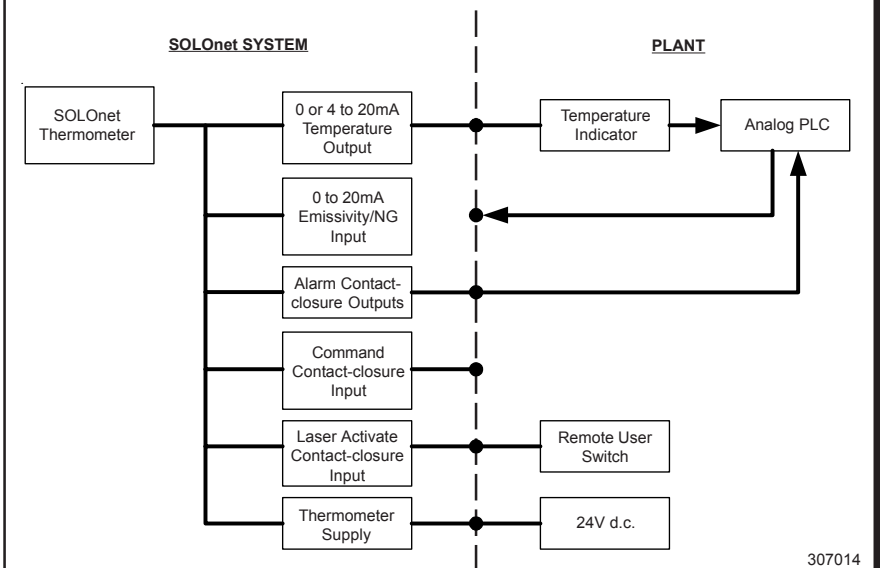 SOLOnet SYSTEM
PLANT
SOLOnet
Thermometer
0 or 4 to 20mA
Temperature
Output
Temperature
Indicator
Analog PLC
0 to 20mA
Emissivity/NG
Input
Alarm Contact-
closure Outputs
Command
Contact-closure
Input
Laser Activate
Contact-closure
Input
Remote User
Switch
Thermometer
Supply
24V d.c.
307014